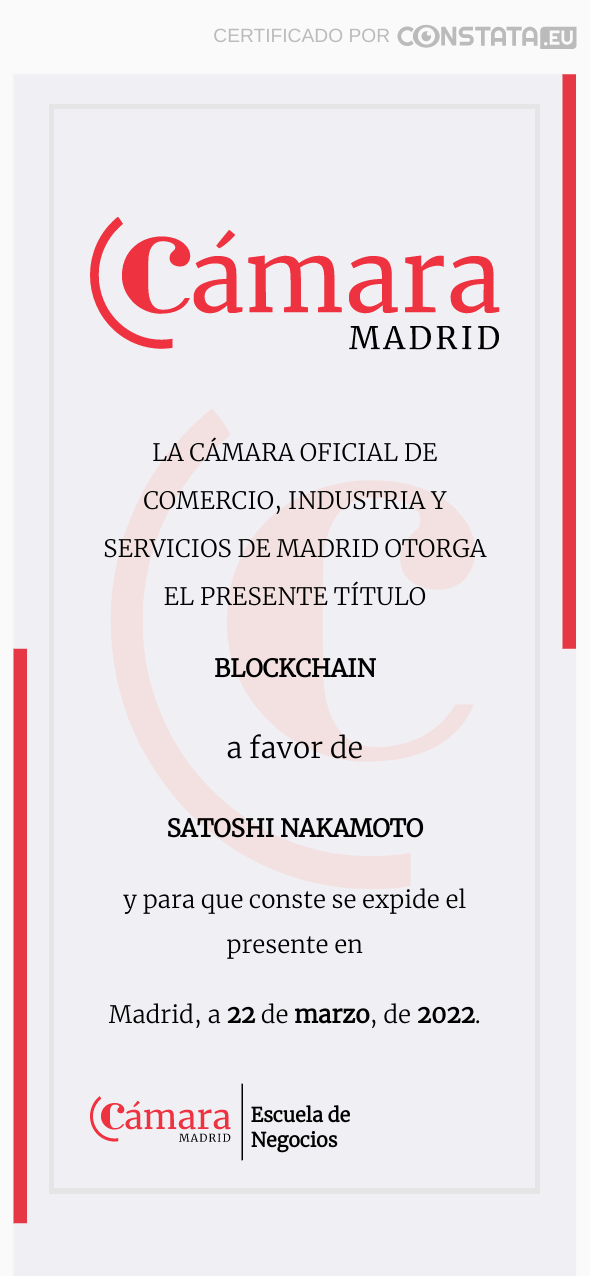 CERTIFICADO POR CONSTATA.EU
cámara
MADRID
LA CÁMARA OFICIAL DE
COMERCIO, INDUSTRIA Y
SERVICIOS DE MADRID OTORGA
EL PRESENTE TÍTULO
BLOCKCHAIN
a favor de
SATOSHI NAKAMOTO
y para que conste se expide el
presente en
Madrid, a 22 de marzo, de 2022.
cámara
MADRID
Escuela de
Negocios